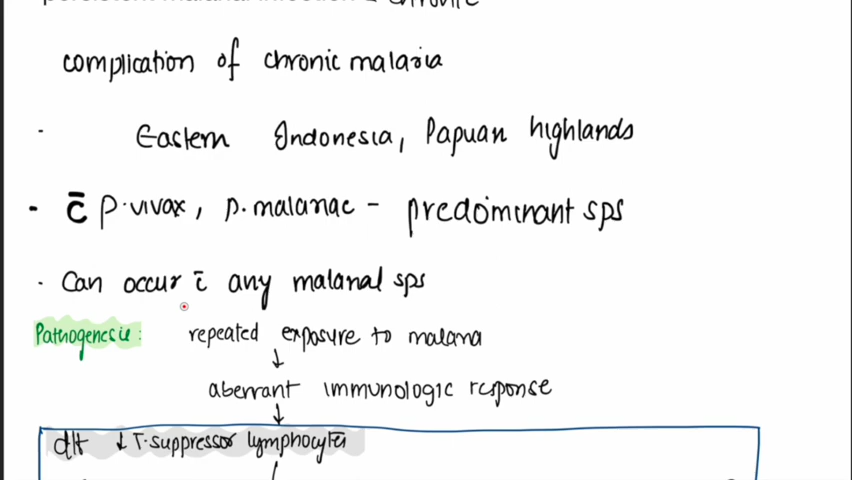 complication of chronic malaria
· Eastern Indonesia, Papuan highlands
- c̄ P.vivax, p.malariae - predominant sps
· Can occur c̄ any malarial sps
Pathogenesis: repeated exposure to malaria
↓
aberrant immunologic response
↓
d/t ↓ T-suppressor lymphocytes